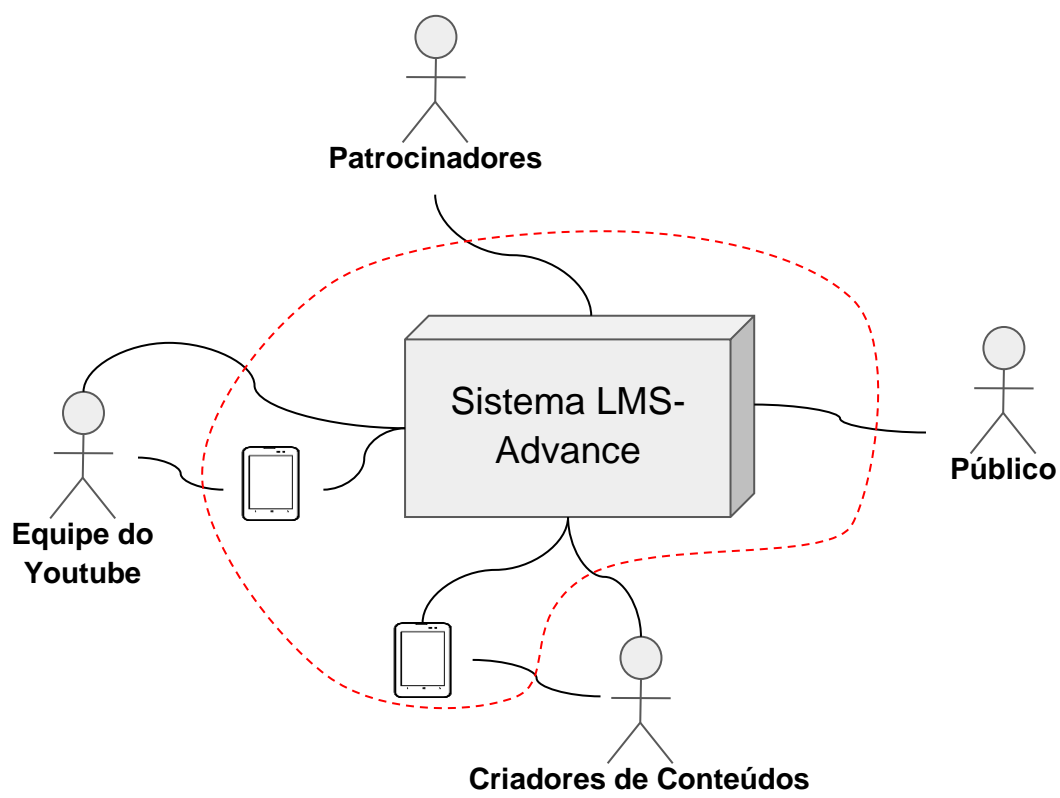 Patrocinadores
Sistema LMS-
Advance
Público
Equipe do
Youtube
Criadores de Conteúdos